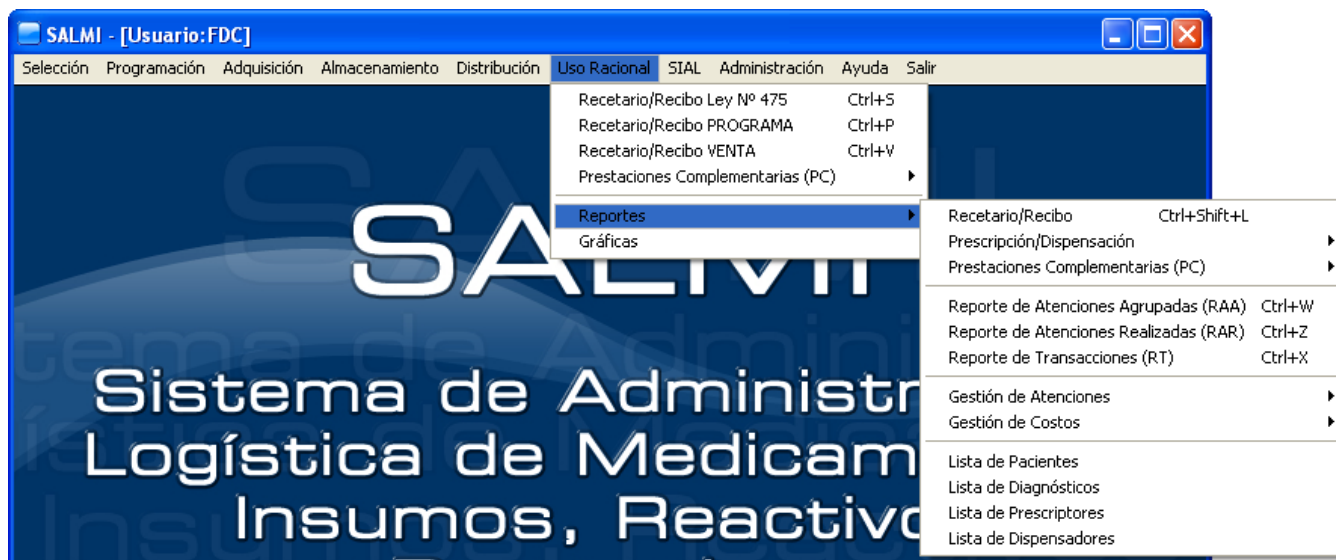 SALMI - [Usuario:FDC]
Selección Programación Adquisición Almacenamiento Distribución Uso Racional SIAL Administración Ayuda Salir
Recetario/Recibo Ley Nº 475 Ctrl+S
Recetario/Recibo PROGRAMA Ctrl+P
Recetario/Recibo VENTA Ctrl+V
Prestaciones Complementarias (PC)
Reportes
Gráficas
Recetario/Recibo Ctrl+Shift+L
Prescripción/Dispensación
Prestaciones Complementarias (PC)
Reporte de Atenciones Agrupadas (RAA) Ctrl+W
Reporte de Atenciones Realizadas (RAR) Ctrl+Z
Reporte de Transacciones (RT) Ctrl+X
Gestión de Atenciones
Gestión de Costos
Lista de Pacientes
Lista de Diagnósticos
Lista de Prescriptores
Lista de Dispensadores
SALMI
Sistema de Administr
Logística de Medicam
Insumos, Reactivo